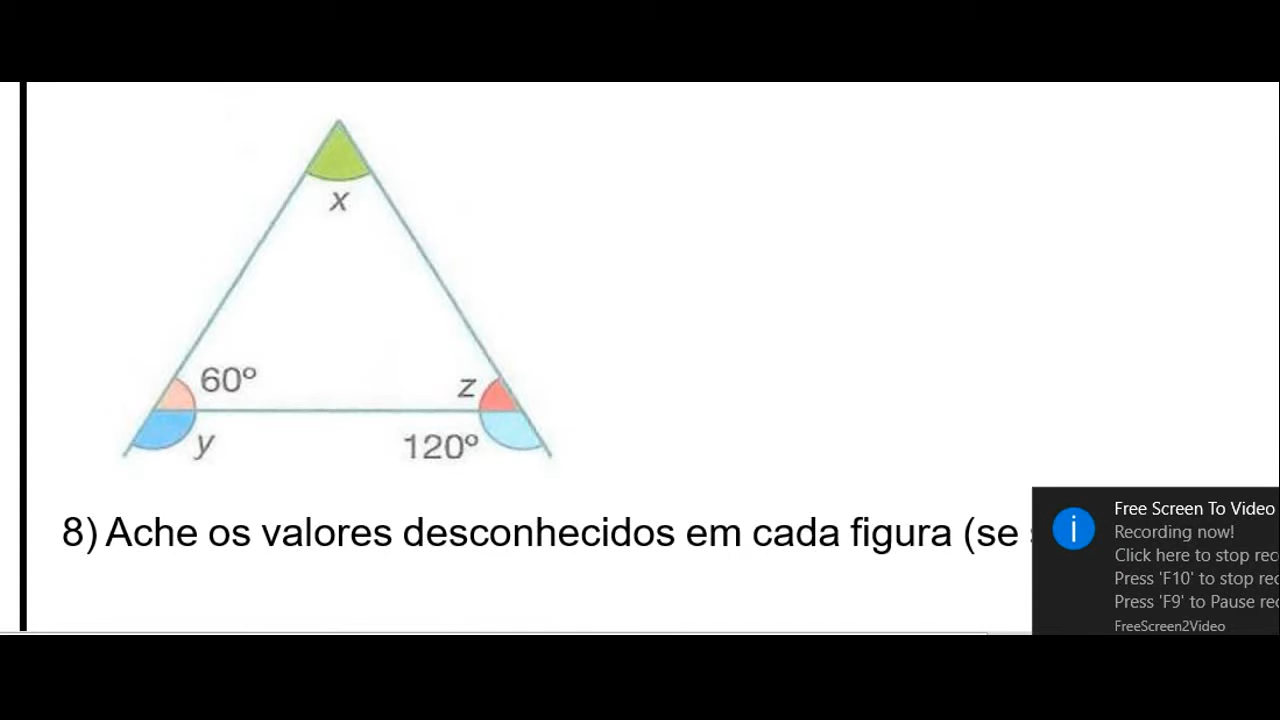 x
60º
z
y
120º
8) Ache os valores desconhecidos em cada figura (se
Free Screen To Video
Recording now!
Click here to stop rec
Press 'F10' to stop rec
Press 'F9' to Pause rec
FreeScreen2Video